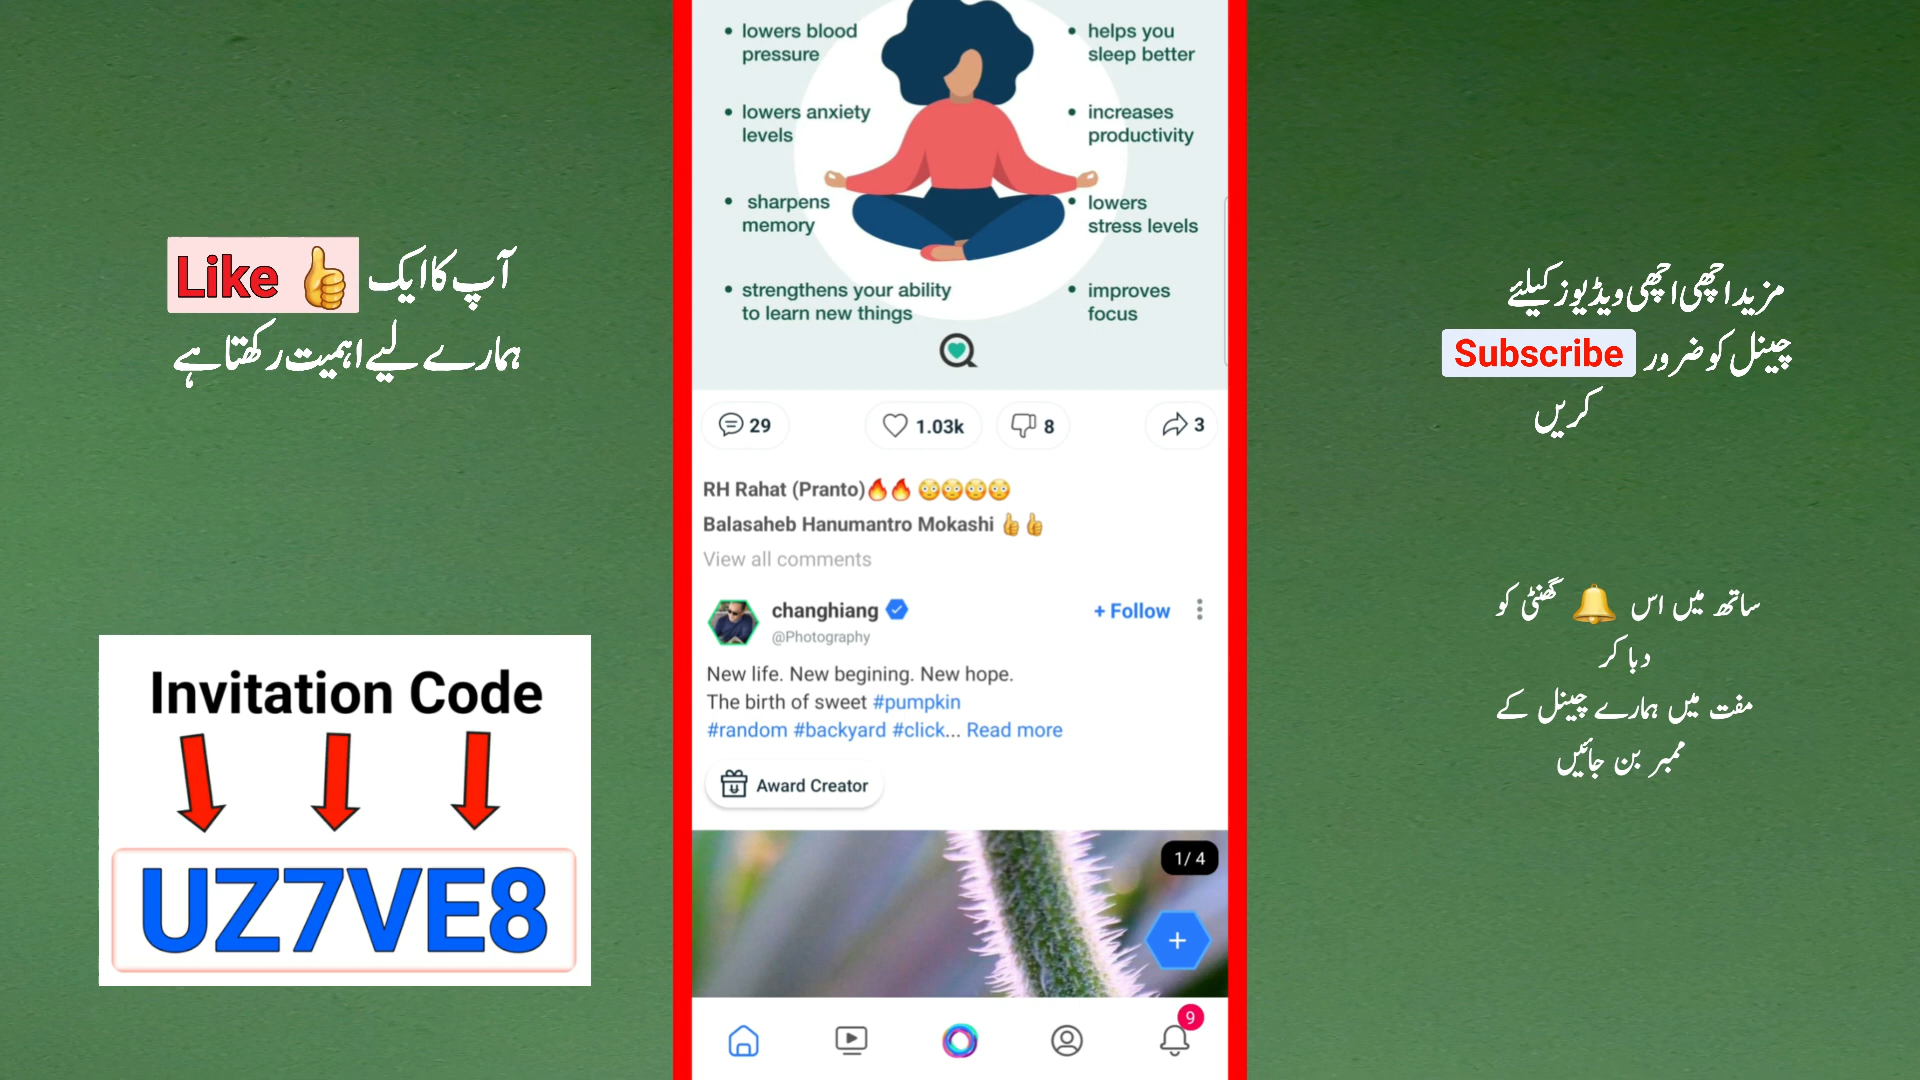 آپ کا ایک Like 👍
ہمارے لیے اہمیت رکھتا ہے
Invitation Code
UZ7VE8
• lowers blood
pressure
• lowers anxiety
levels
• sharpens
memory
• strengthens your ability
to learn new things
• helps you
sleep better
• increases
productivity
• lowers
stress levels
• improves
focus
29
1.03k
8
3
RH Rahat (Pranto)🔥🔥 😳😳😳😳
Balasaheb Hanumantro Mokashi 👍👍
View all comments
changhiang
@Photography
+ Follow
New life. New begining. New hope.
The birth of sweet #pumpkin
#random #backyard #click... Read more
Award Creator
1/4
+
9
مزید اچھی اچھی ویڈیوز کیلئے
چینل کو ضرور Subscribe
کریں
ساتھ میں اس 🔔 گھنٹی کو
دبا کر
مفت میں ہمارے چینل کے
ممبر بن جائیں